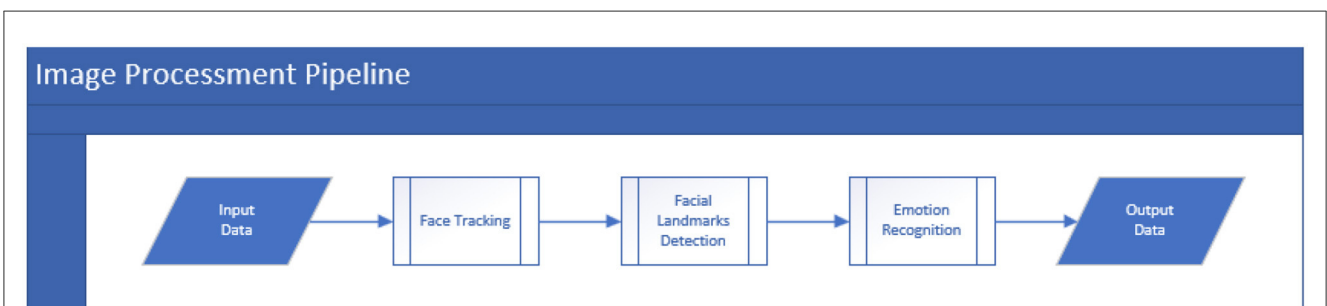 Image Processment Pipeline
Input
Data
Face Tracking
Facial
Landmarks
Detection
Emotion
Recognition
Output
Data